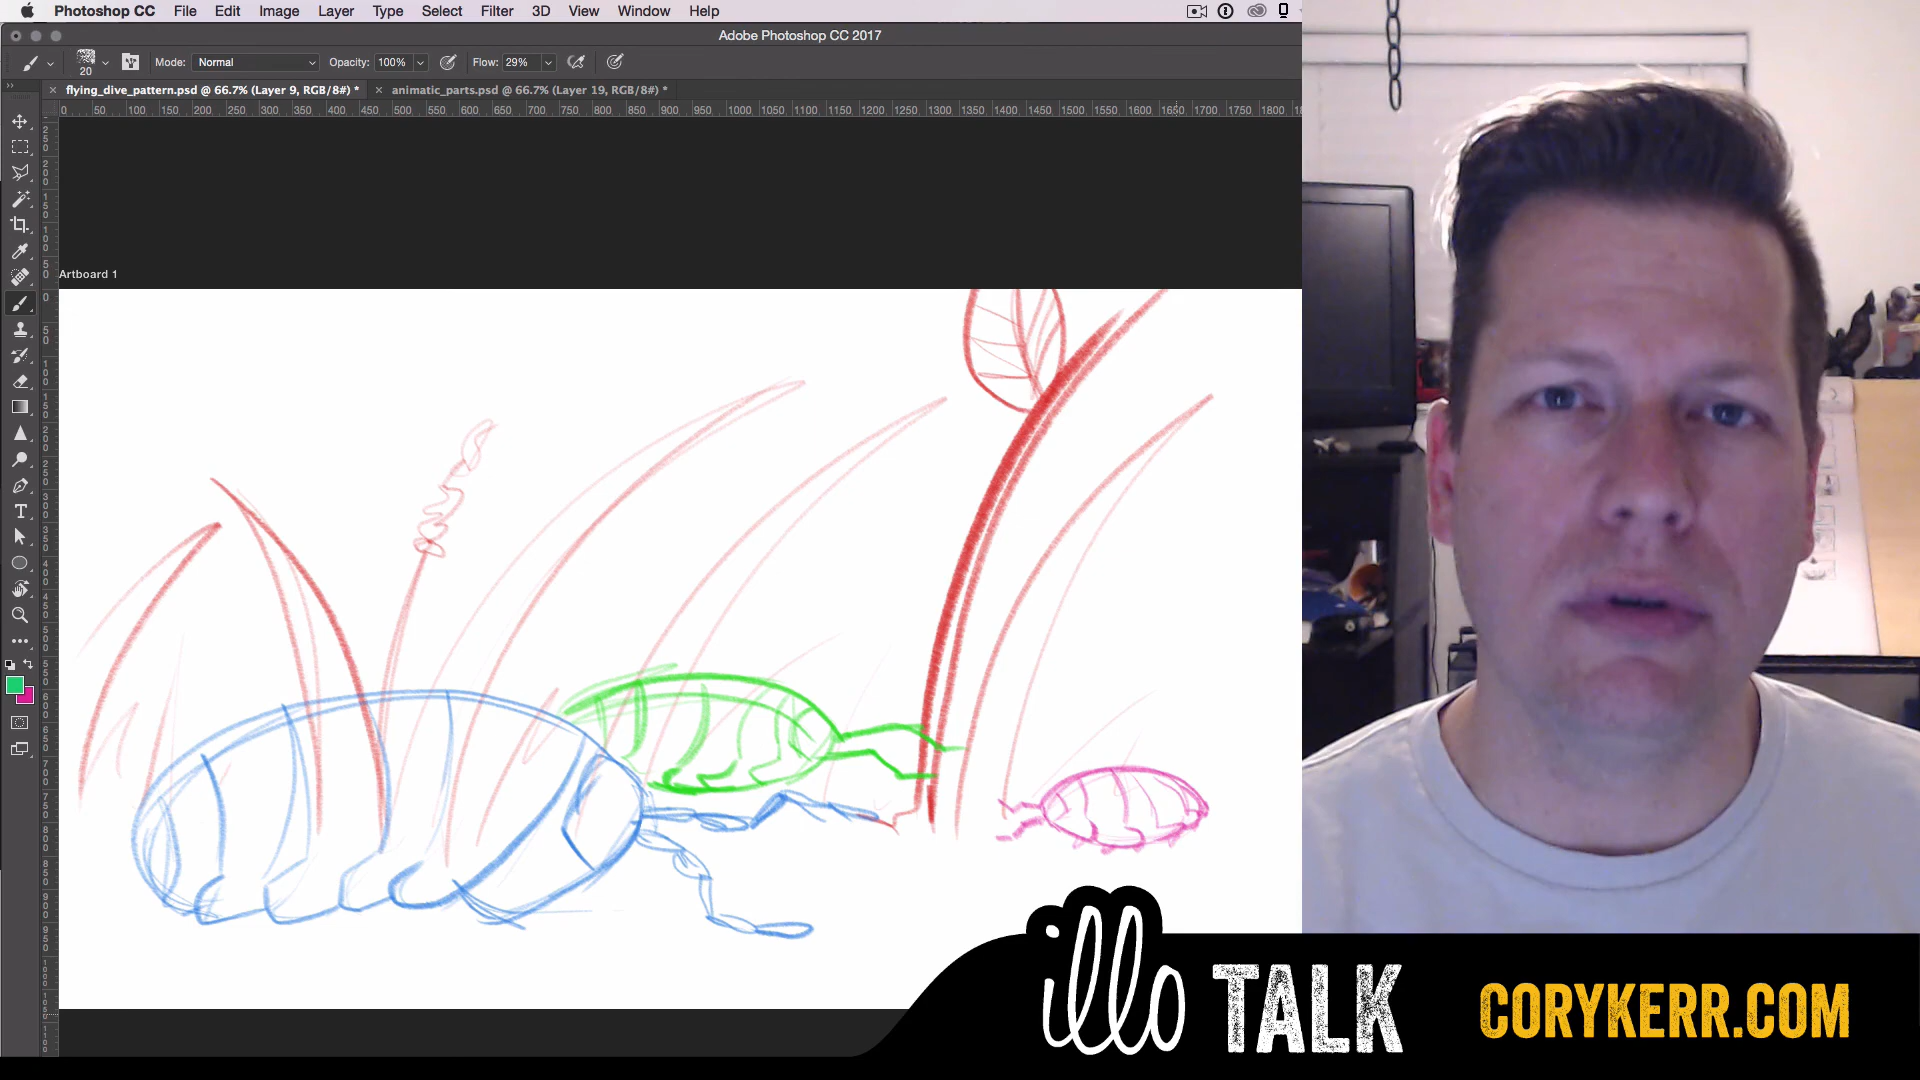 Photoshop CC File Edit Image Layer Type Select Filter 3D View Window Help
Adobe Photoshop CC 2017
20 Mode: Normal Opacity: 100% Flow: 29%
flying_dive_pattern.psd @ 66.7% (Layer 9, RGB/8#) * animatic_parts.psd @ 66.7% (Layer 19, RGB/8#) *
0 50 100 150 200 250 300 350 400 450 500 550 600 650 700 750 800 850 900 950 1000 1050 1100 1150 1200 1250 1300 1350 1400 1450 1500 1550 1600 1650 1700 1750 1800
Artboard 1
illo TALK
CORYKERR.COM